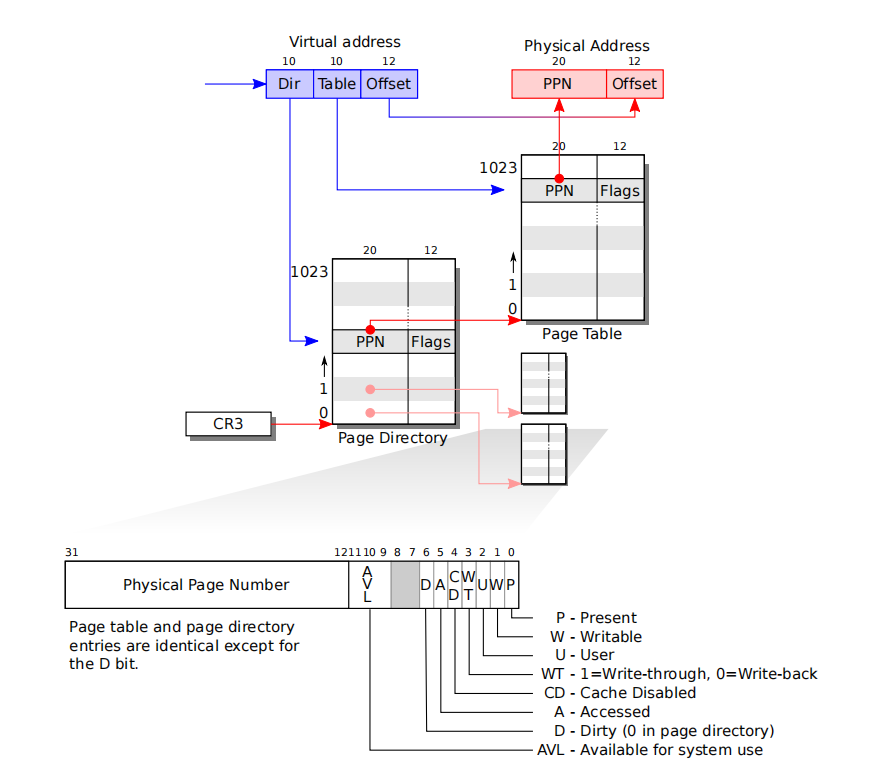 Virtual address
Physical Address
10 10 12
20 12
Dir Table Offset
PPN Offset
20 12
1023
PPN Flags
1
0
Page Table
20 12
1023
PPN Flags
1
0
CR3
Page Directory
31 12 11 10 9 8 7 6 5 4 3 2 1 0
Physical Page Number
AVL
D A CD WT U W P
Page table and page directory
entries are identical except for
the D bit.
P - Present
W - Writable
U - User
WT - 1=Write-through, 0=Write-back
CD - Cache Disabled
A - Accessed
D - Dirty (0 in page directory)
AVL - Available for system use